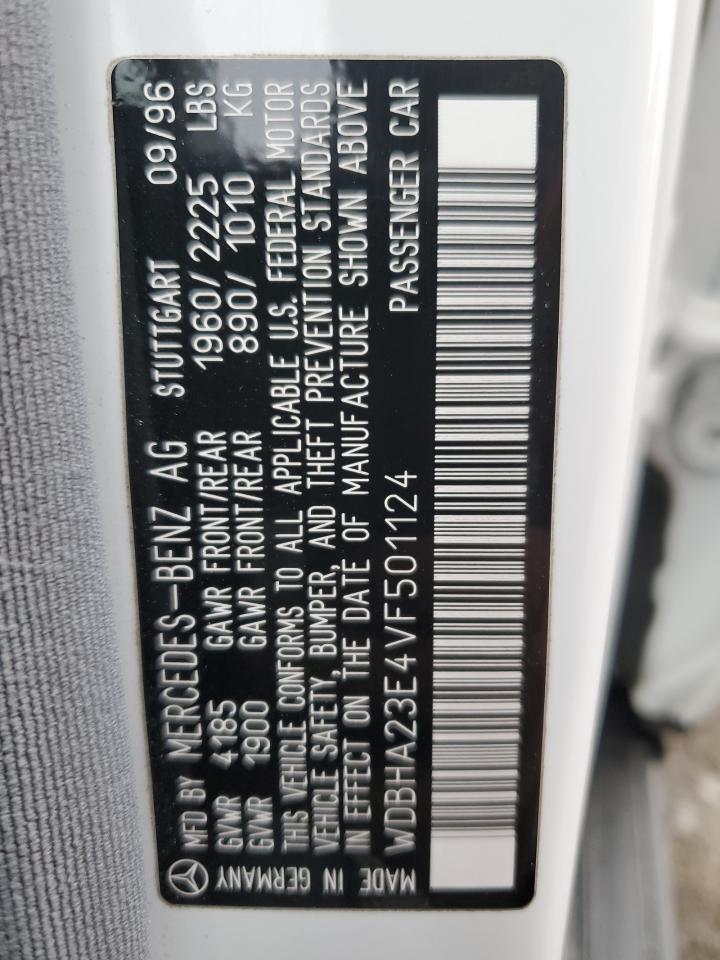 MFD BY MERCEDES-BENZ AG STUTTGART 09/96
GVWR 4185 GAWR FRONT/REAR 1960/2225 LBS
GVWR 1900 GAWR FRONT/REAR 890/1010 KG
THIS VEHICLE CONFORMS TO ALL APPLICABLE U.S. FEDERAL MOTOR
VEHICLE SAFETY, BUMPER, AND THEFT PREVENTION STANDARDS
IN EFFECT ON THE DATE OF MANUFACTURE SHOWN ABOVE
WDBHA23E4VF501124 PASSENGER CAR
MADE IN GERMANY